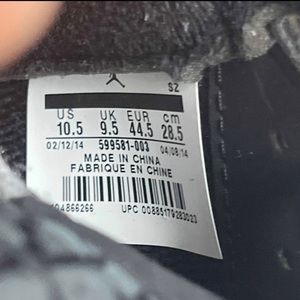 SZ
US UK EUR cm
10.5 9.5 44.5 28.5
02/12/14 599581-003 04/08/14
MADE IN CHINA
FABRIQUE EN CHINE
UPC 00885179283023